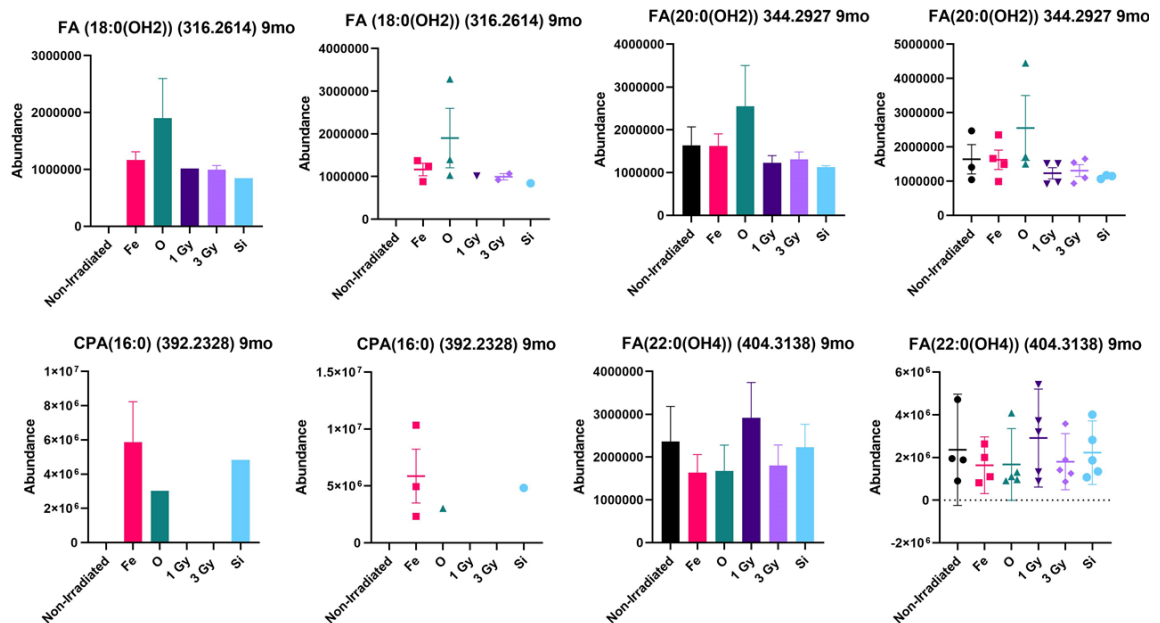 FA (18:0(OH2)) (316.2614) 9mo
3000000
2000000
1000000
0
Abundance
Non-Irradiated
Fe
O
1 Gy
3 Gy
Si
FA (18:0(OH2)) (316.2614) 9mo
4000000
3000000
2000000
1000000
0
Abundance
Non-Irradiated
Fe
O
1 Gy
3 Gy
Si
FA(20:0(OH2)) 344.2927 9mo
4000000
3000000
2000000
1000000
0
Abundance
Non-Irradiated
Fe
O
1 Gy
3 Gy
Si
FA(20:0(OH2)) 344.2927 9mo
5000000
4000000
3000000
2000000
1000000
0
Abundance
Non-Irradiated
Fe
O
1 Gy
3 Gy
Si
CPA(16:0) (392.2328) 9mo
1×10⁷
8×10⁶
6×10⁶
4×10⁶
2×10⁶
0
Abundance
Non-Irradiated
Fe
O
1 Gy
3 Gy
Si
CPA(16:0) (392.2328) 9mo
1.5×10⁷
1×10⁷
5×10⁶
0
Abundance
Non-Irradiated
Fe
O
1 Gy
3 Gy
Si
FA(22:0(OH4)) (404.3138) 9mo
4000000
3000000
2000000
1000000
0
Abundance
Non-Irradiated
Fe
O
1 Gy
3 Gy
Si
FA(22:0(OH4)) (404.3138) 9mo
6×10⁶
4×10⁶
2×10⁶
0
-2×10⁶
Abundance
Non-Irradiated
Fe
O
1 Gy
3 Gy
Si